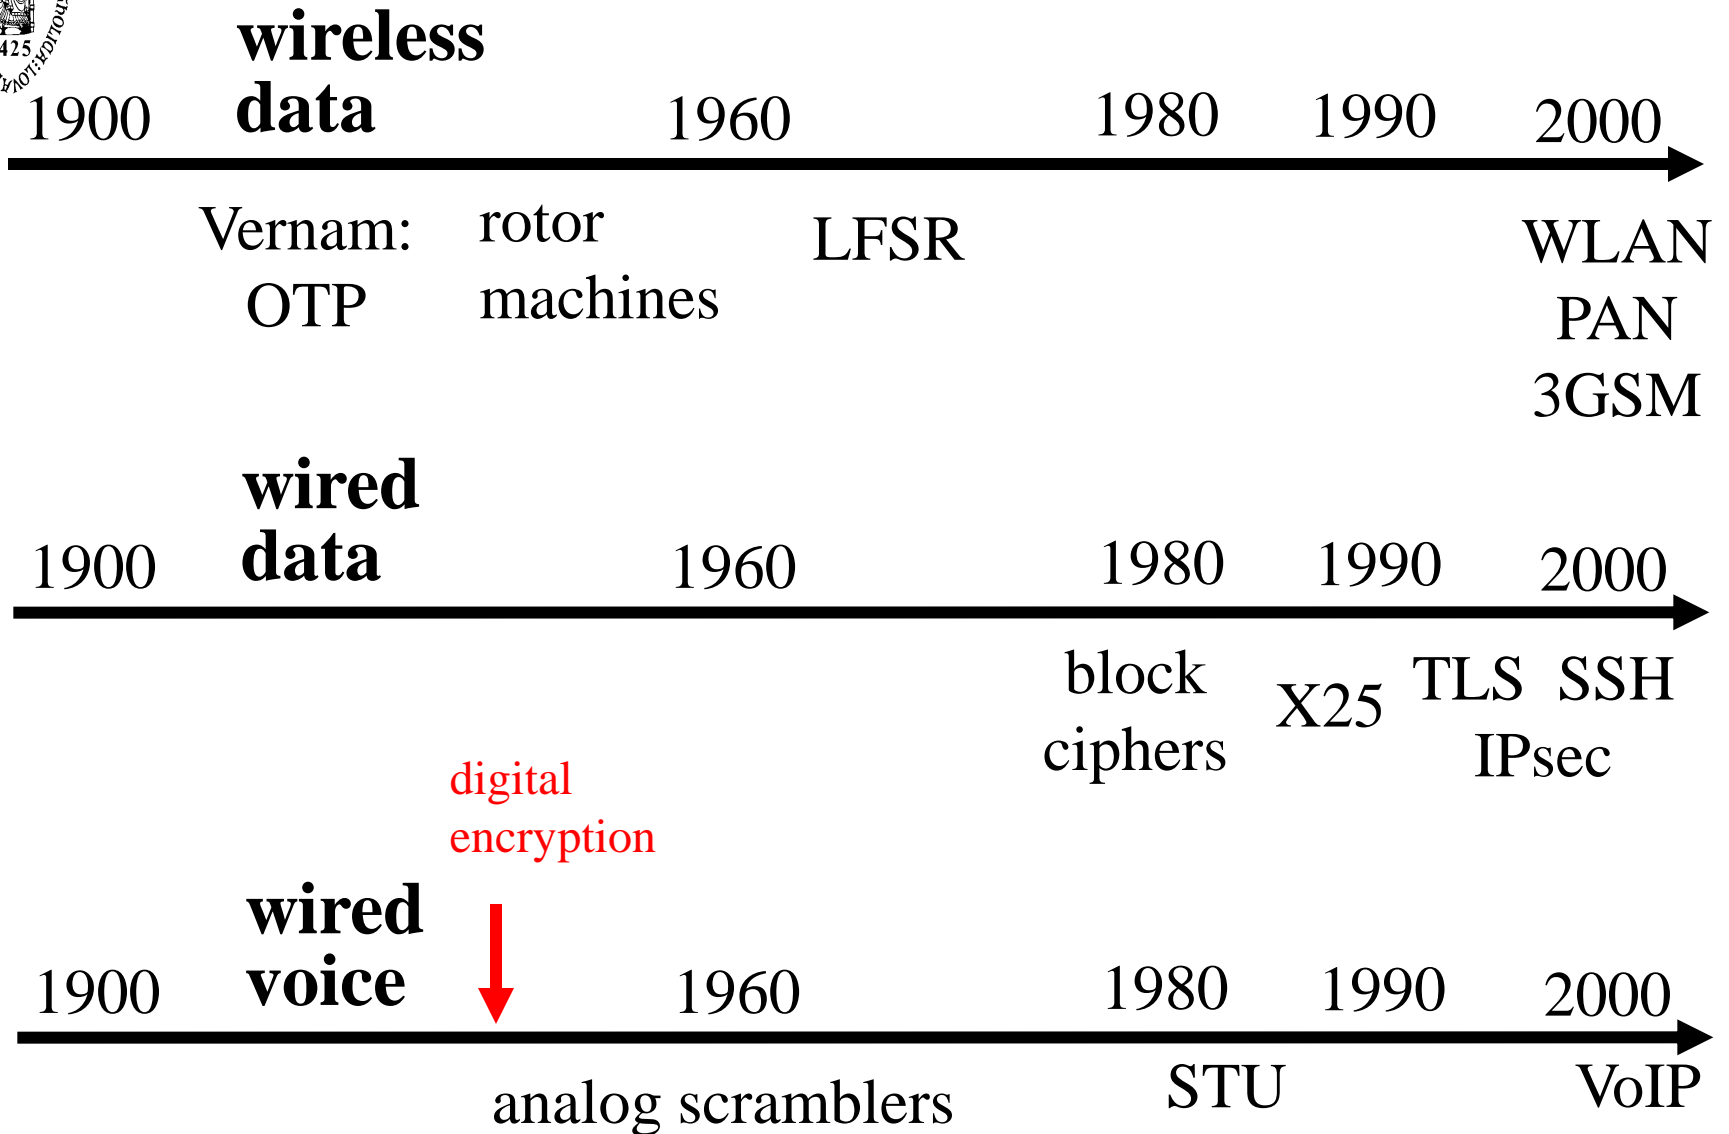 425
wireless
data
1900 1960 1980 1990 2000
Vernam:
OTP
rotor
machines
LFSR
WLAN
PAN
3GSM
wired
data
1900 1960 1980 1990 2000
block
ciphers
X25
TLS SSH
IPsec
digital
encryption
wired
voice
1900 1960 1980 1990 2000
analog scramblers
STU
VoIP